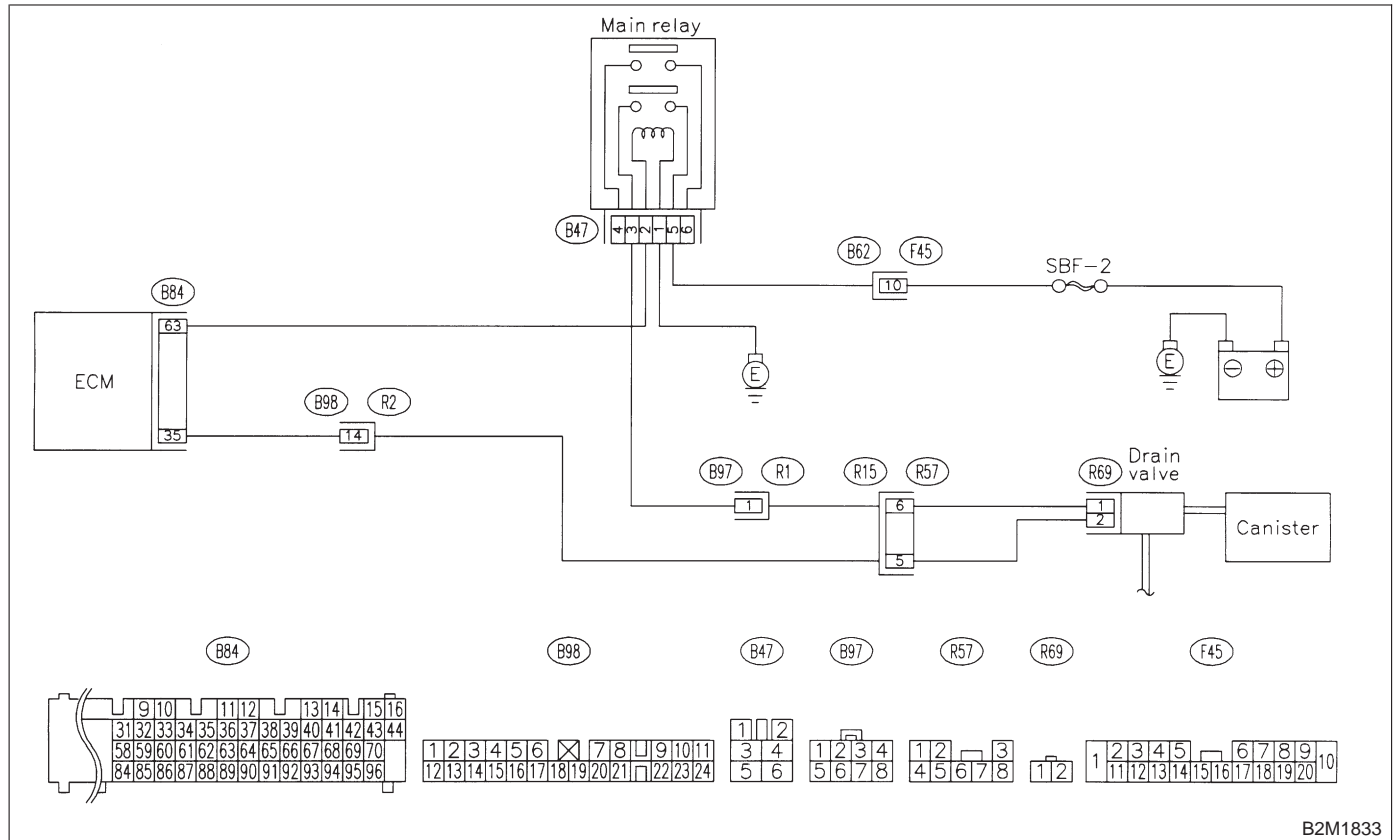 Main relay
B47
4 3 2 1 5 6
B62 F45
10
SBF-2
B84
63
ECM
35
E
E
B98 R2
14
B97 R1
1
R15 R57
6
5
R69
Drain
valve
1
2
Canister
B84 B98 B47 B97 R57 R69 F45
9 10 11 12 13 14 15 16
31 32 33 34 35 36 37 38 39 40 41 42 43 44
58 59 60 61 62 63 64 65 66 67 68 69 70
84 85 86 87 88 89 90 91 92 93 94 95 96
1 2 3 4 5 6 7 8 9 10 11
12 13 14 15 16 17 18 19 20 21 22 23 24
1 2
3 4
5 6
1 2 3 4
5 6 7 8
1 2 3
4 5 6 7 8
1 2
1 2 3 4 5 6 7 8 9 10
11 12 13 14 15 16 17 18 19 20
B2M1833